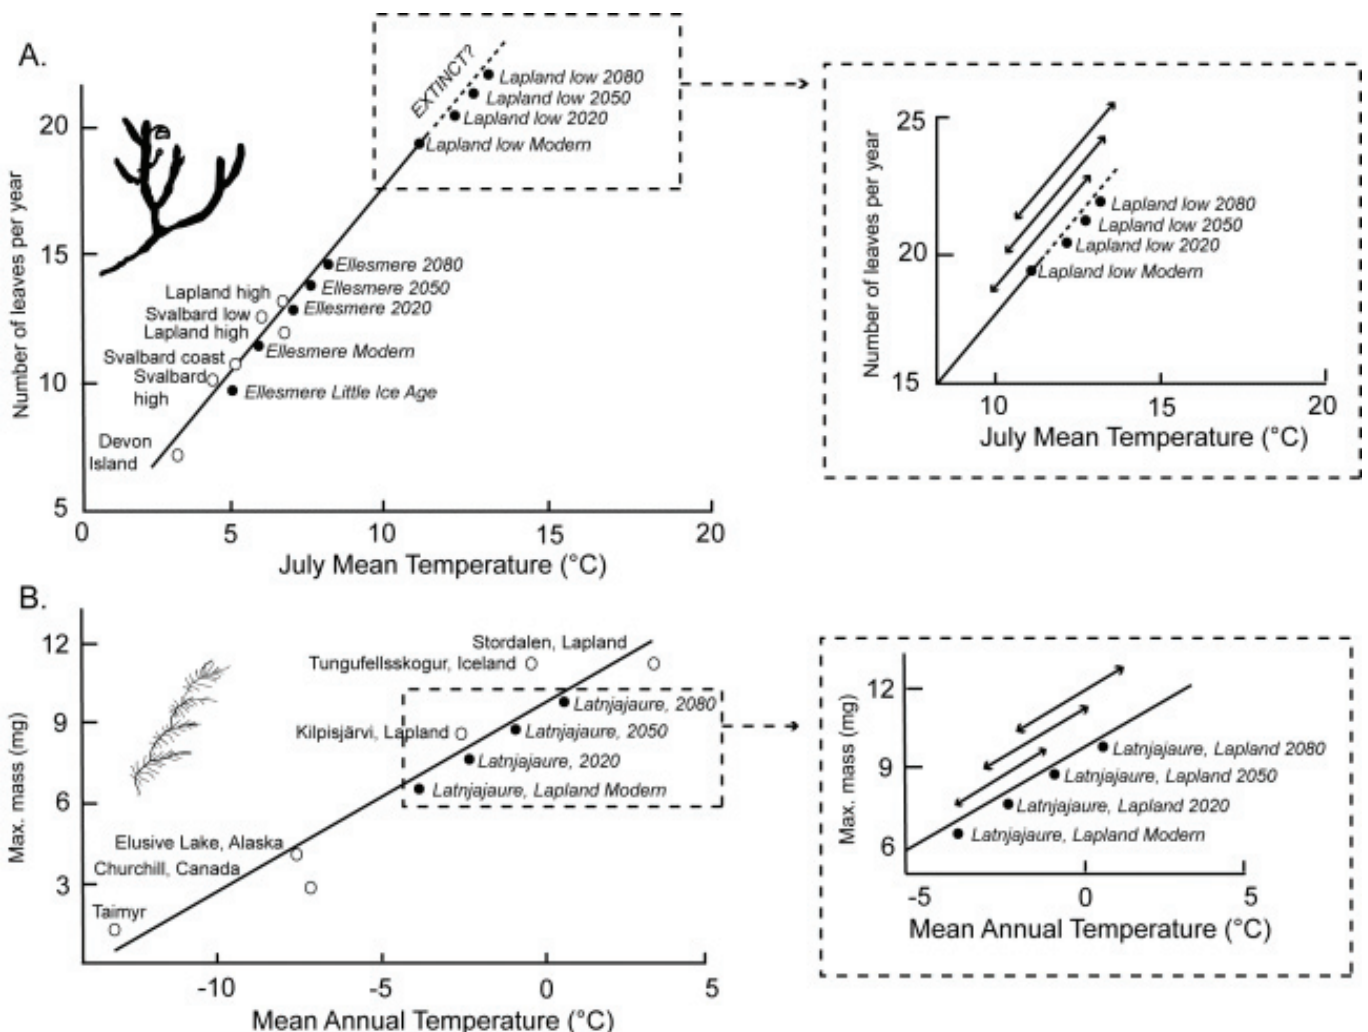 A.
Number of leaves per year
20
15
10
5
0
5
10
15
20
July Mean Temperature (°C)
EXTINCT?
Lapland low 2080
Lapland low 2050
Lapland low 2020
Lapland low Modern
Ellesmere 2080
Ellesmere 2050
Ellesmere 2020
Ellesmere Modern
Ellesmere Little Ice Age
Lapland high
Svalbard low
Lapland high
Svalbard coast
Svalbard
high
Devon
Island
Number of leaves per year
25
20
15
10
15
20
July Mean Temperature (°C)
Lapland low 2080
Lapland low 2050
Lapland low 2020
Lapland low Modern
B.
Max. mass (mg)
12
9
6
3
-10
-5
0
5
Mean Annual Temperature (°C)
Stordalen, Lapland
Tungufellsskogur, Iceland
Kilpisjärvi, Lapland
Latnjajaure, 2080
Latnjajaure, 2050
Latnjajaure, 2020
Latnjajaure, Lapland Modern
Elusive Lake, Alaska
Churchill, Canada
Taimyr
Max. mass (mg)
12
9
6
-5
0
5
Mean Annual Temperature (°C)
Latnjajaure, Lapland 2080
Latnjajaure, Lapland 2050
Latnjajaure, Lapland 2020
Latnjajaure, Lapland Modern